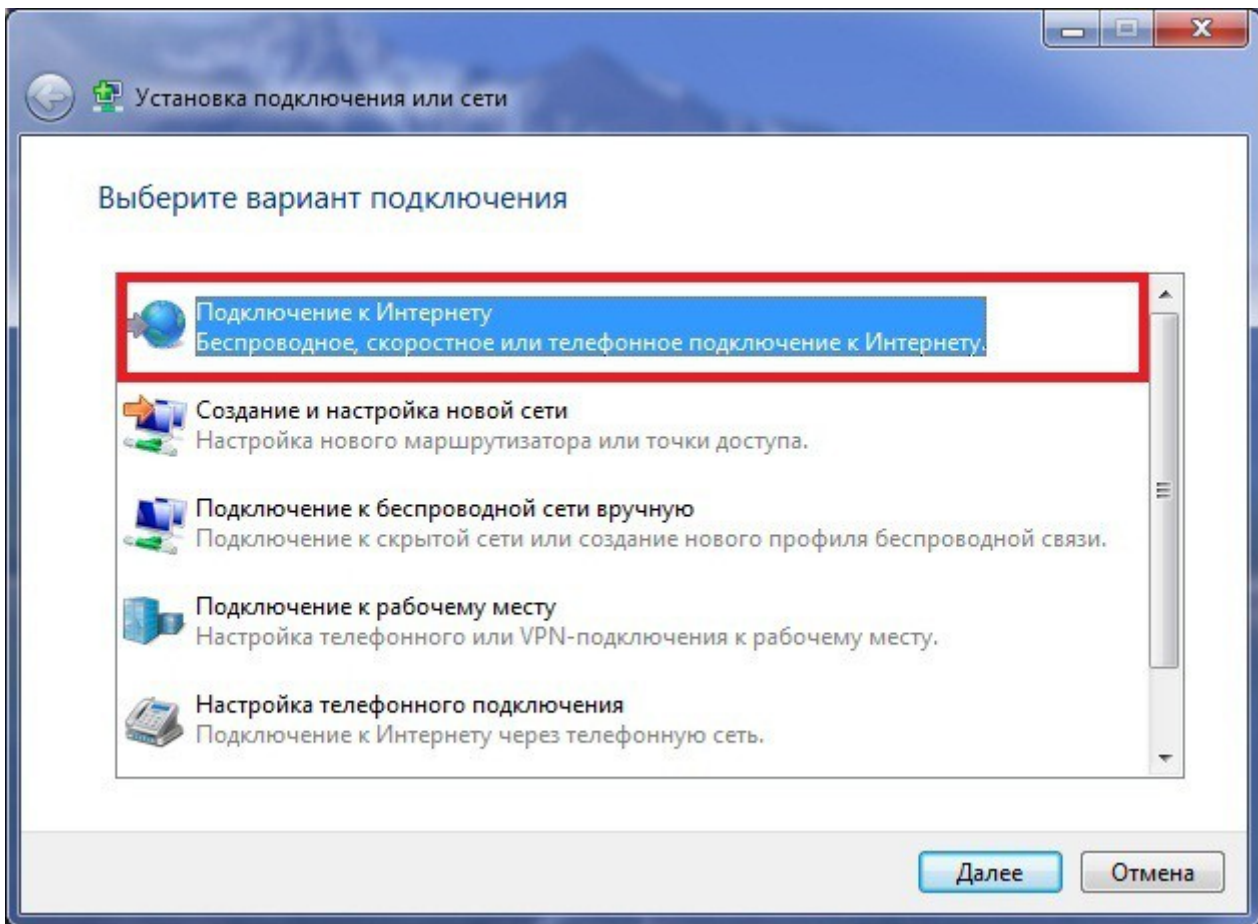 Установка подключения или сети
Выберите вариант подключения
Подключение к Интернету
Беспроводное, скоростное или телефонное подключение к Интернету.
Создание и настройка новой сети
Настройка нового маршрутизатора или точки доступа.
Подключение к беспроводной сети вручную
Подключение к скрытой сети или создание нового профиля беспроводной связи.
Подключение к рабочему месту
Настройка телефонного или VPN-подключения к рабочему месту.
Настройка телефонного подключения
Подключение к Интернету через телефонную сеть.
Далее
Отмена